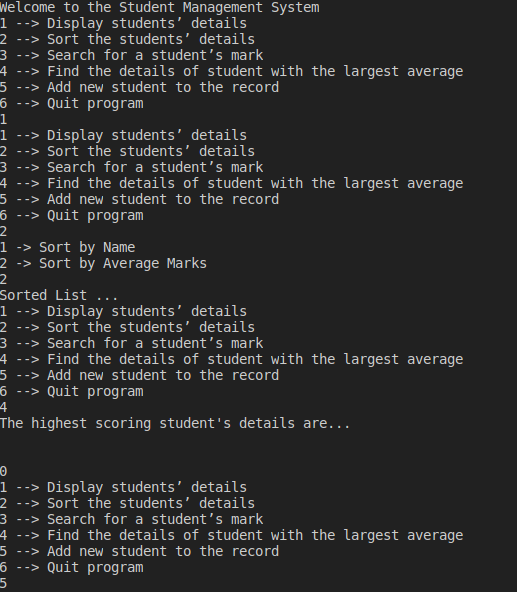 Welcome to the Student Management System
1 --> Display students’ details
2 --> Sort the students’ details
3 --> Search for a student’s mark
4 --> Find the details of student with the largest average
5 --> Add new student to the record
6 --> Quit program
1
1 --> Display students’ details
2 --> Sort the students’ details
3 --> Search for a student’s mark
4 --> Find the details of student with the largest average
5 --> Add new student to the record
6 --> Quit program
2
1 -> Sort by Name
2 -> Sort by Average Marks
2
Sorted List ...
1 --> Display students’ details
2 --> Sort the students’ details
3 --> Search for a student’s mark
4 --> Find the details of student with the largest average
5 --> Add new student to the record
6 --> Quit program
4
The highest scoring student's details are...
0
1 --> Display students’ details
2 --> Sort the students’ details
3 --> Search for a student’s mark
4 --> Find the details of student with the largest average
5 --> Add new student to the record
6 --> Quit program
5